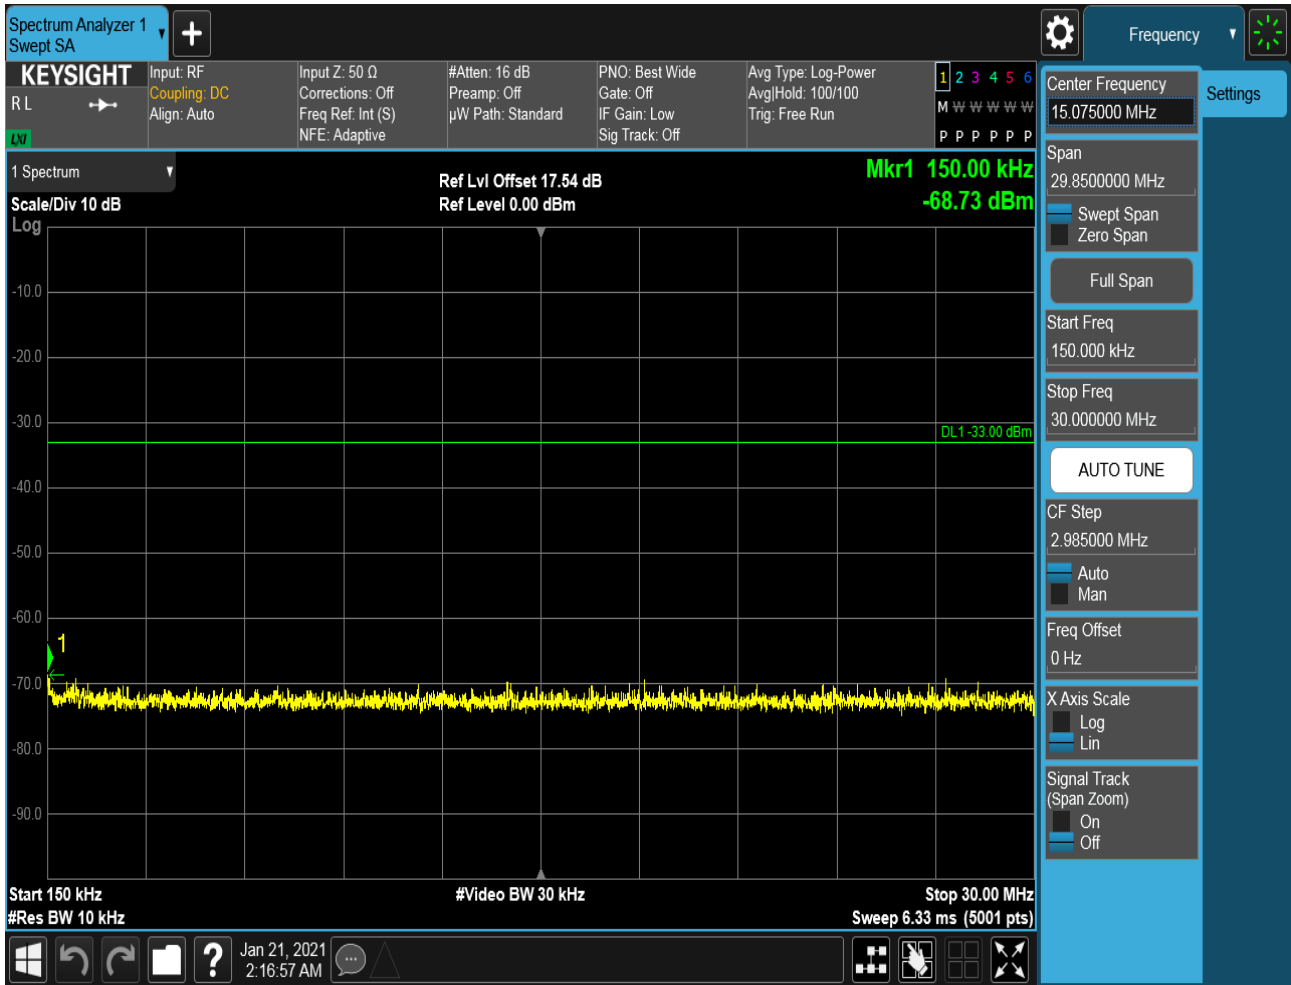 Spectrum Analyzer 1
Swept SA
Frequency
KEYSIGHT
R L
LXI
Input: RF
Coupling: DC
Align: Auto
Input Z: 50 Ω
Corrections: Off
Freq Ref: Int (S)
NFE: Adaptive
#Atten: 16 dB
Preamp: Off
µW Path: Standard
PNO: Best Wide
Gate: Off
IF Gain: Low
Sig Track: Off
Avg Type: Log-Power
Avg|Hold: 100/100
Trig: Free Run
1 2 3 4 5 6
M W W W W W
P P P P P P
1 Spectrum
Scale/Div 10 dB
Log
Ref Lvl Offset 17.54 dB
Ref Level 0.00 dBm
Mkr1 150.00 kHz
-68.73 dBm
-10.0
-20.0
-30.0
DL1 -33.00 dBm
-40.0
-50.0
-60.0
1
-70.0
-80.0
-90.0
Start 150 kHz
#Video BW 30 kHz
Stop 30.00 MHz
#Res BW 10 kHz
Sweep 6.33 ms (5001 pts)
Center Frequency
15.075000 MHz
Settings
Span
29.8500000 MHz
Swept Span
Zero Span
Full Span
Start Freq
150.000 kHz
Stop Freq
30.000000 MHz
AUTO TUNE
CF Step
2.985000 MHz
Auto
Man
Freq Offset
0 Hz
X Axis Scale
Log
Lin
Signal Track
(Span Zoom)
On
Off
?
Jan 21, 2021
2:16:57 AM